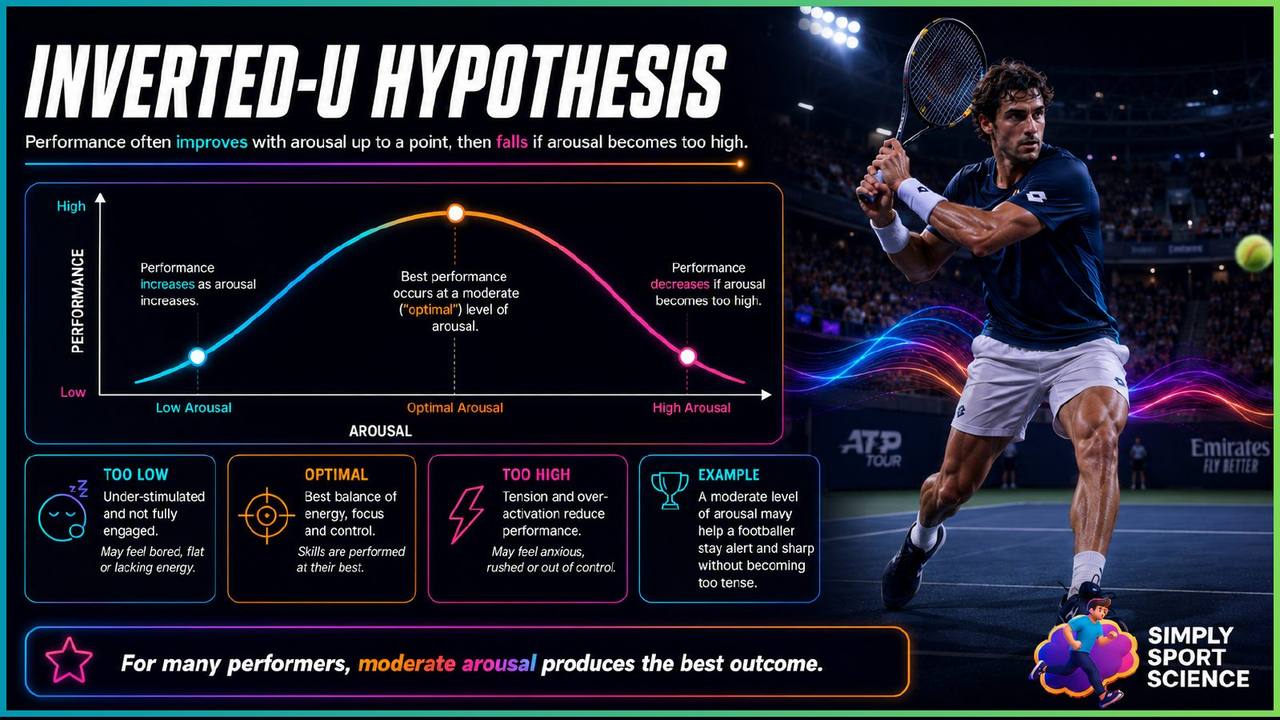 INVERTED-U HYPOTHESIS
Performance often improves with arousal up to a point, then falls if arousal becomes too high.
High
PERFORMANCE
Low
Performance
increases as arousal
increases.
Best performance
occurs at a moderate
("optimal") level of
arousal.
Performance
decreases if arousal
becomes too high.
Low Arousal
Optimal Arousal
High Arousal
AROUSAL
zzZ
TOO LOW
Under-stimulated
and not fully
engaged.
May feel bored, flat
or lacking energy.
OPTIMAL
Best balance of
energy, focus
and control.
Skills are performed
at their best.
TOO HIGH
Tension and over-
activation reduce
performance.
May feel anxious,
rushed or out of control.
EXAMPLE
A moderate level
of arousal mavy
help a footballer
stay alert and sharp
without becoming
too tense.
For many performers, moderate arousal produces the best outcome.
ATP
TOUR
Emirates
FLY BETTER
SIMPLY
SPORT
SCIENCE